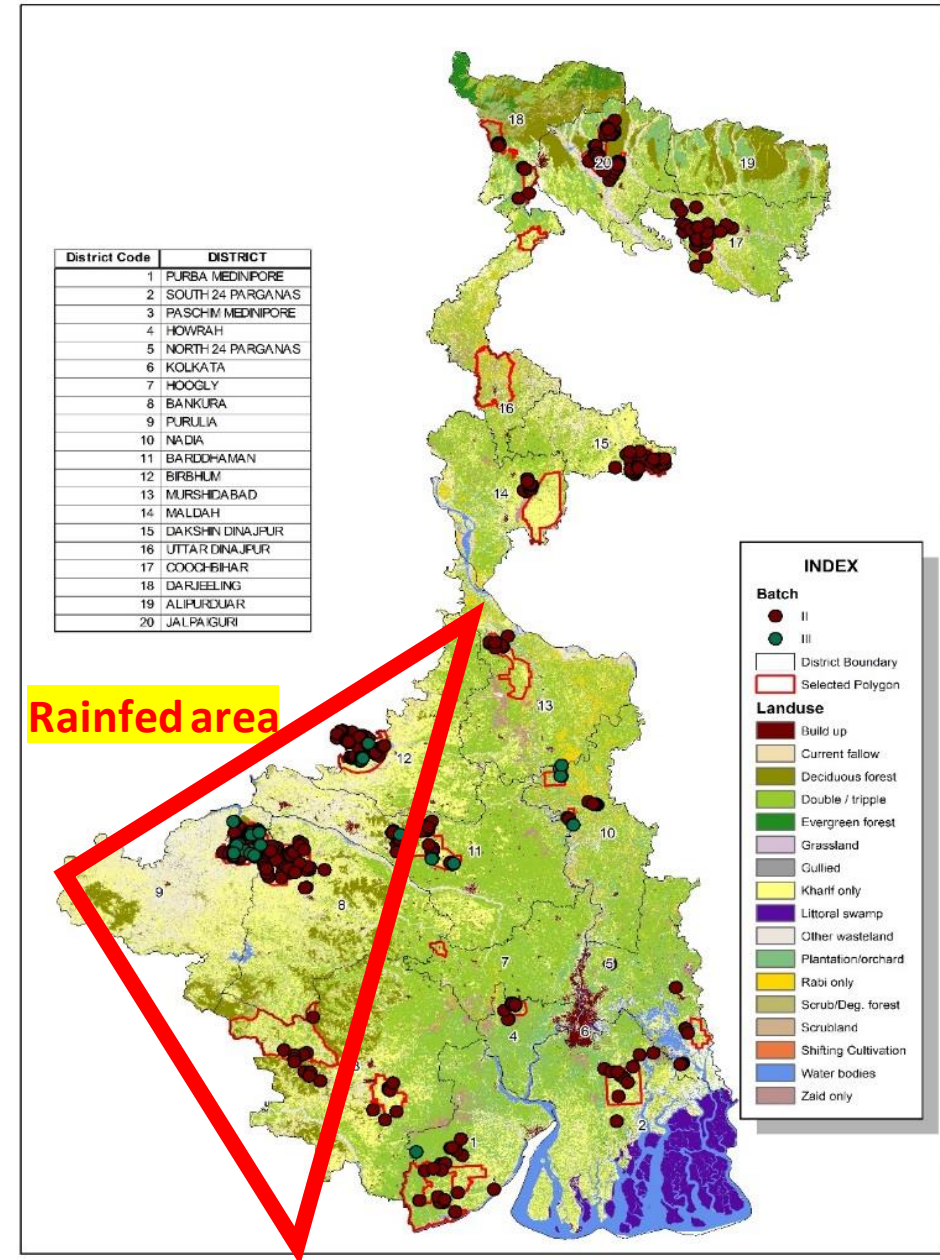 District Code DISTRICT
1 PURBA MEDINIPORE
2 SOUTH 24 PARGANAS
3 PASCHIM MEDINIPORE
4 HOWRAH
5 NORTH 24 PARGANAS
6 KOLKATA
7 HOOGLY
8 BANKURA
9 PURULIA
10 NADIA
11 BARDDHAMAN
12 BIRBHUM
13 MURSHIDABAD
14 MALDAH
15 DAKSHIN DINAJPUR
16 UTTAR DINAJPUR
17 COOCHBIHAR
18 DARJEELING
19 ALIPURDUAR
20 JALPAIGURI
18
20
19
17
16
15
14
Rainfed area
13
12
10
11
9
8
7
5
6
4
3
2
1
INDEX
Batch
II
III
District Boundary
Selected Polygon
Landuse
Build up
Current fallow
Deciduous forest
Double / tripple
Evergreen forest
Grassland
Gullied
Kharif only
Littoral swamp
Other wasteland
Plantation/orchard
Rabi only
Scrub/Deg. forest
Scrubland
Shifting Cultivation
Water bodies
Zaid only